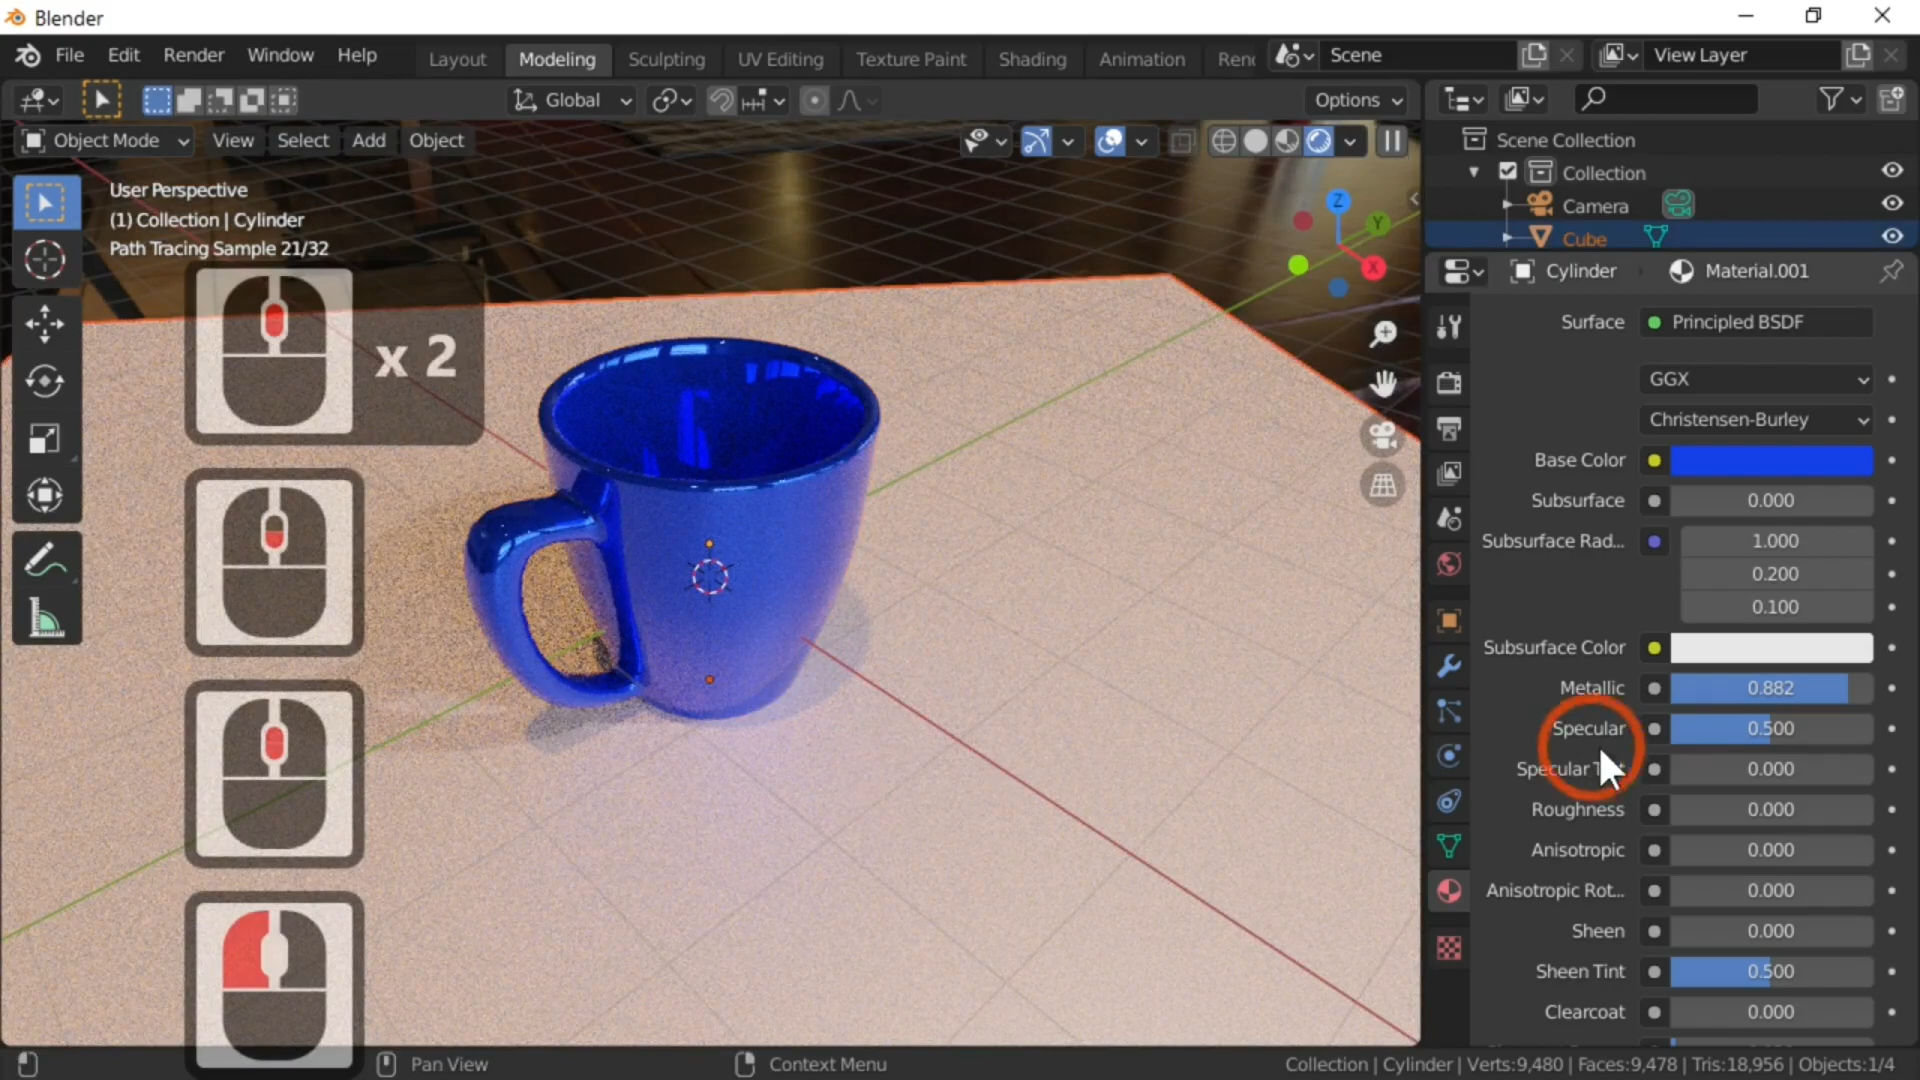 Blender
File Edit Render Window Help Layout Modeling Sculpting UV Editing Texture Paint Shading Animation Scene View Layer
Global Options
Object Mode View Select Add Object
User Perspective
(1) Collection | Cylinder
Path Tracing Sample 21/32
x 2
Z
Y
X
Scene Collection
Collection
Camera
Cube
Cylinder Material.001
Surface Principled BSDF
GGX
Christensen-Burley
Base Color
Subsurface 0.000
Subsurface Rad... 1.000
0.200
0.100
Subsurface Color
Metallic 0.882
Specular 0.500
Specular 0.000
Roughness 0.000
Anisotropic 0.000
Anisotropic Rot... 0.000
Sheen 0.000
Sheen Tint 0.500
Clearcoat 0.000
Pan View Context Menu Collection | Cylinder | Verts:9,480 | Faces:9,478 | Tris:18,956 | Objects:1/4